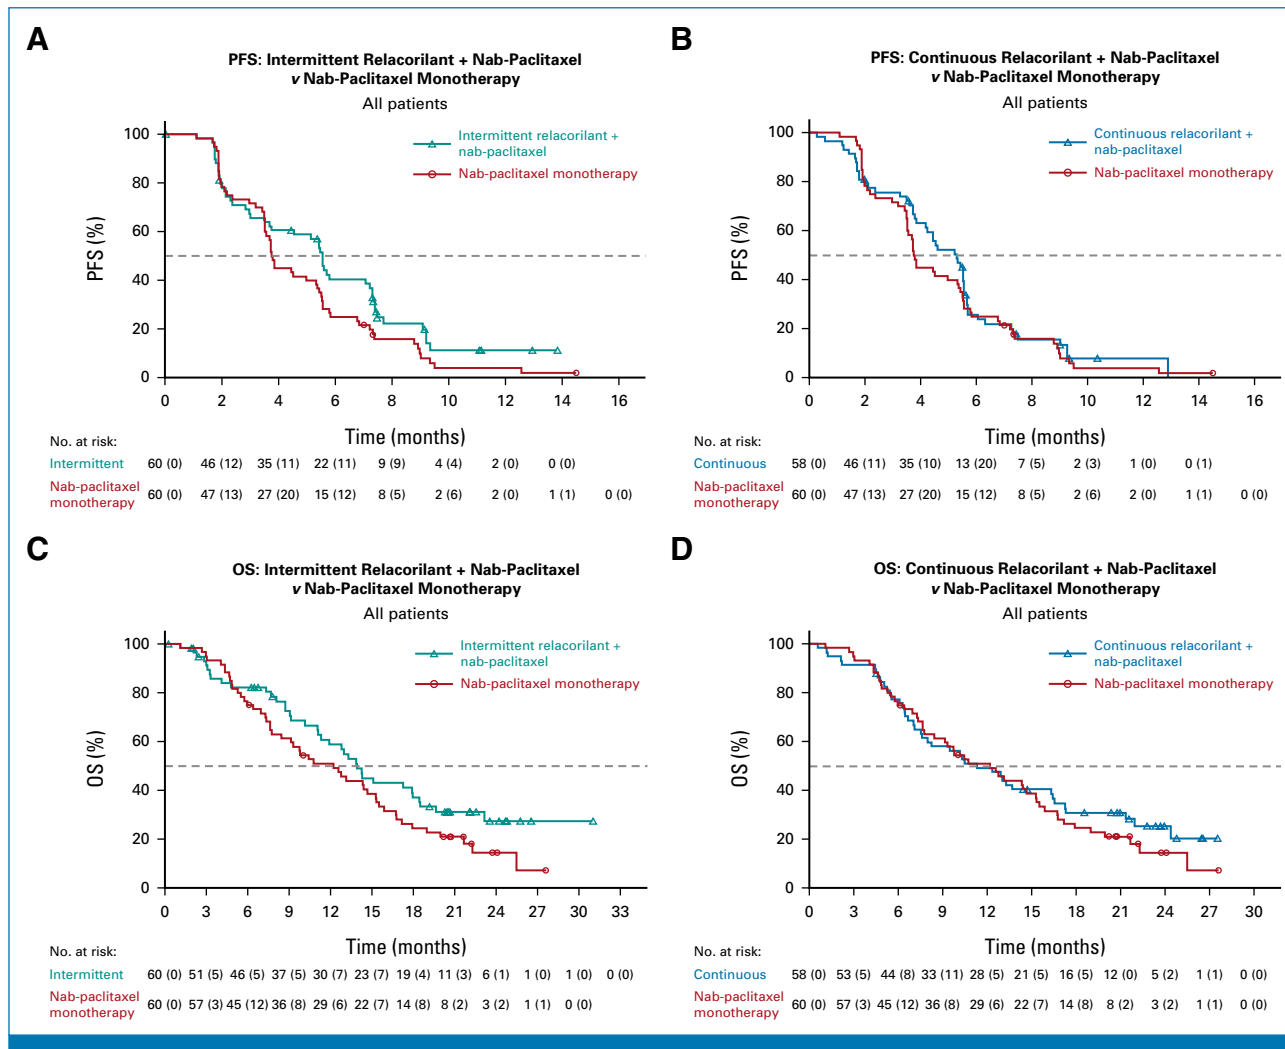 A
PFS: Intermittent Relacorilant + Nab-Paclitaxel
v Nab-Paclitaxel Monotherapy
All patients
Intermittent relacorilant +
nab-paclitaxel
Nab-paclitaxel monotherapy
PFS (%)
100
80
60
40
20
0
0 2 4 6 8 10 12 14 16
Time (months)
No. at risk:
Intermittent 60 (0) 46 (12) 35 (11) 22 (11) 9 (9) 4 (4) 2 (0) 0 (0)
Nab-paclitaxel
monotherapy 60 (0) 47 (13) 27 (20) 15 (12) 8 (5) 2 (6) 2 (0) 1 (1) 0 (0)
B
PFS: Continuous Relacorilant + Nab-Paclitaxel
v Nab-Paclitaxel Monotherapy
All patients
Continuous relacorilant +
nab-paclitaxel
Nab-paclitaxel monotherapy
PFS (%)
100
80
60
40
20
0
0 2 4 6 8 10 12 14 16
Time (months)
No. at risk:
Continuous 58 (0) 46 (11) 35 (10) 13 (20) 7 (5) 2 (3) 1 (0) 0 (1)
Nab-paclitaxel
monotherapy 60 (0) 47 (13) 27 (20) 15 (12) 8 (5) 2 (6) 2 (0) 1 (1) 0 (0)
C
OS: Intermittent Relacorilant + Nab-Paclitaxel
v Nab-Paclitaxel Monotherapy
All patients
Intermittent relacorilant +
nab-paclitaxel
Nab-paclitaxel monotherapy
OS (%)
100
80
60
40
20
0
0 3 6 9 12 15 18 21 24 27 30 33
Time (months)
No. at risk:
Intermittent 60 (0) 51 (5) 46 (5) 37 (5) 30 (7) 23 (7) 19 (4) 11 (3) 6 (1) 1 (0) 1 (0) 0 (0)
Nab-paclitaxel
monotherapy 60 (0) 57 (3) 45 (12) 36 (8) 29 (6) 22 (7) 14 (8) 8 (2) 3 (2) 1 (1) 0 (0)
D
OS: Continuous Relacorilant + Nab-Paclitaxel
v Nab-Paclitaxel Monotherapy
All patients
Continuous relacorilant +
nab-paclitaxel
Nab-paclitaxel monotherapy
OS (%)
100
80
60
40
20
0
0 3 6 9 12 15 18 21 24 27 30
Time (months)
No. at risk:
Continuous 58 (0) 53 (5) 44 (8) 33 (11) 28 (5) 21 (5) 16 (5) 12 (0) 5 (2) 1 (1) 0 (0)
Nab-paclitaxel
monotherapy 60 (0) 57 (3) 45 (12) 36 (8) 29 (6) 22 (7) 14 (8) 8 (2) 3 (2) 1 (1) 0 (0)